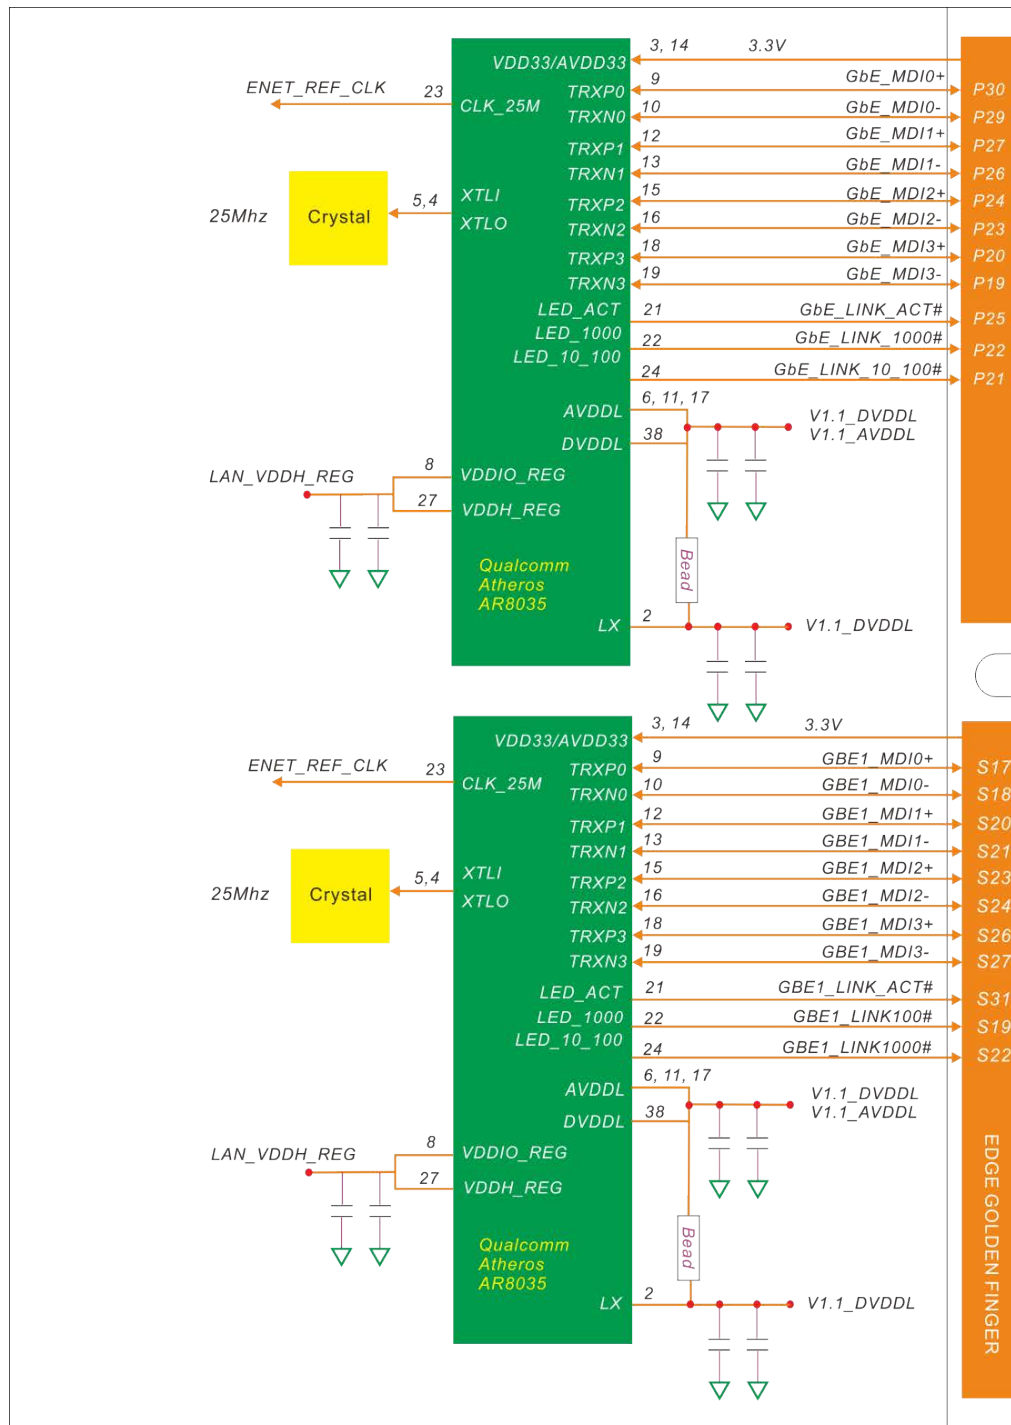 3, 14 3.3V
VDD33/AVDD33
9 GbE_MDI0+
ENET_REF_CLK 23 TRXP0 P30
CLK_25M 10 GbE_MDI0-
TRXN0 P29
12 GbE_MDI1+
TRXP1 P27
13 GbE_MDI1-
TRXN1 P26
5,4 XTLI 15 GbE_MDI2+
25Mhz Crystal TRXP2 P24
XTLO 16 GbE_MDI2-
TRXN2 P23
18 GbE_MDI3+
TRXP3 P20
19 GbE_MDI3-
TRXN3 P19
LED_ACT 21 GbE_LINK_ACT#
P25
LED_1000 22 GbE_LINK_1000#
P22
LED_10_100 24 GbE_LINK_10_100#
P21
6, 11, 17
AVDDL V1.1_DVDDL
DVDDL 38 V1.1_AVDDL
8
LAN_VDDH_REG VDDIO_REG
27 VDDH_REG
Qualcomm
Atheros
AR8035
Bead
LX 2 V1.1_DVDDL
3, 14 3.3V
VDD33/AVDD33
9 GBE1_MDI0+
ENET_REF_CLK 23 TRXP0 S17
CLK_25M 10 GBE1_MDI0-
TRXN0 S18
12 GBE1_MDI1+
TRXP1 S20
13 GBE1_MDI1-
TRXN1 S21
5,4 XTLI 15 GBE1_MDI2+
25Mhz Crystal TRXP2 S23
XTLO 16 GBE1_MDI2-
TRXN2 S24
18 GBE1_MDI3+
TRXP3 S26
19 GBE1_MDI3-
TRXN3 S27
LED_ACT 21 GBE1_LINK_ACT#
S31
LED_1000 22 GBE1_LINK100#
S19
LED_10_100 24 GBE1_LINK1000#
S22
6, 11, 17
AVDDL V1.1_DVDDL
DVDDL 38 V1.1_AVDDL
8
LAN_VDDH_REG VDDIO_REG
27 VDDH_REG
EDGE GOLDEN FINGER
Qualcomm
Atheros
AR8035
Bead
LX 2 V1.1_DVDDL